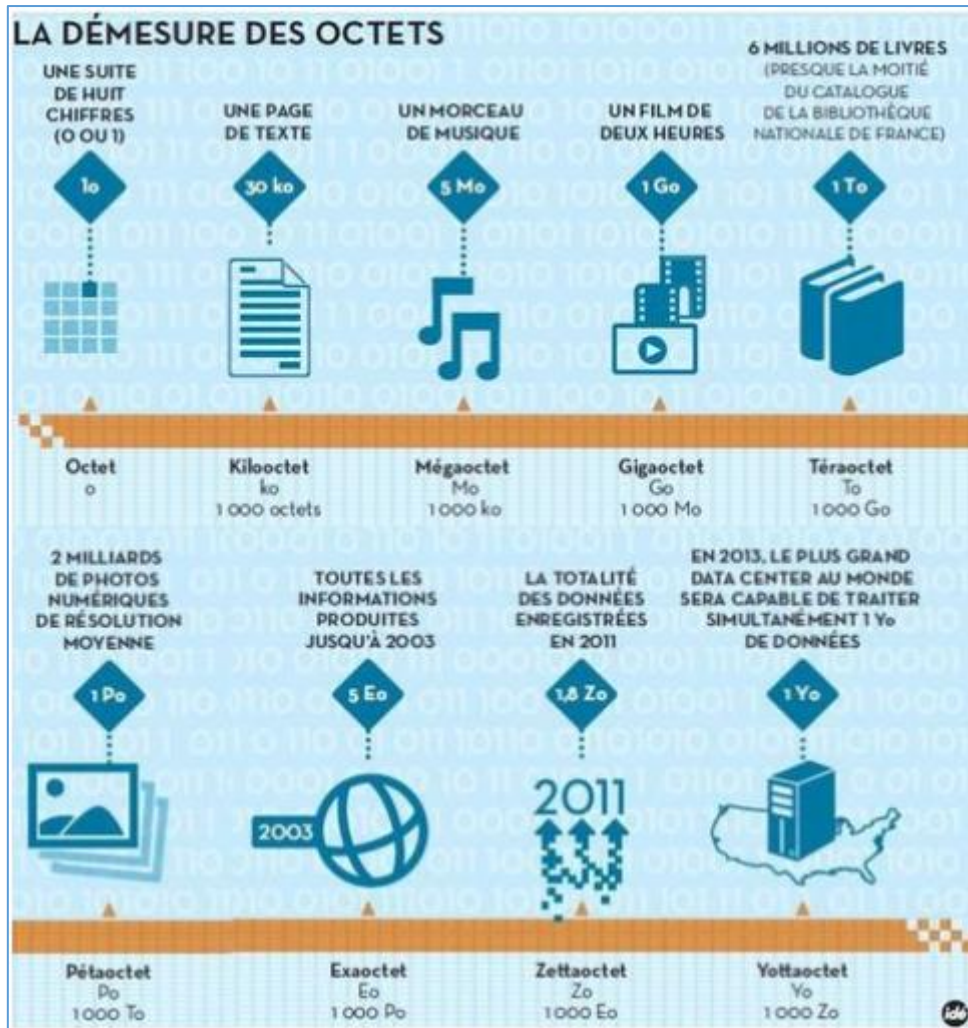 LA DÉMESURE DES OCTETS
UNE SUITE
DE HUIT
CHIFFRES
(0 OU 1)
1o
Octet
o
UNE PAGE
DE TEXTE
30 ko
Kilooctet
ko
1 000 octets
UN MORCEAU
DE MUSIQUE
5 Mo
Mégaoctet
Mo
1 000 ko
UN FILM DE
DEUX HEURES
1 Go
Gigaoctet
Go
1 000 Mo
6 MILLIONS DE LIVRES
(PRESQUE LA MOITIÉ
DU CATALOGUE
DE LA BIBLIOTHÈQUE
NATIONALE DE FRANCE)
1 To
Téraoctet
To
1 000 Go
2 MILLIARDS
DE PHOTOS
NUMÉRIQUES
DE RÉSOLUTION
MOYENNE
1 Po
Pétaoctet
Po
1 000 To
TOUTES LES
INFORMATIONS
PRODUITES
JUSQU'À 2003
5 Eo
2003
Exaoctet
Eo
1 000 Po
LA TOTALITÉ
DES DONNÉES
ENREGISTRÉES
EN 2011
1,8 Zo
2011
Zettaoctet
Zo
1 000 Eo
EN 2013, LE PLUS GRAND
DATA CENTER AU MONDE
SERA CAPABLE DE TRAITER
SIMULTANÉMENT 1 Yo
DE DONNÉES
1 Yo
Yottaoctet
Yo
1 000 Zo
idé